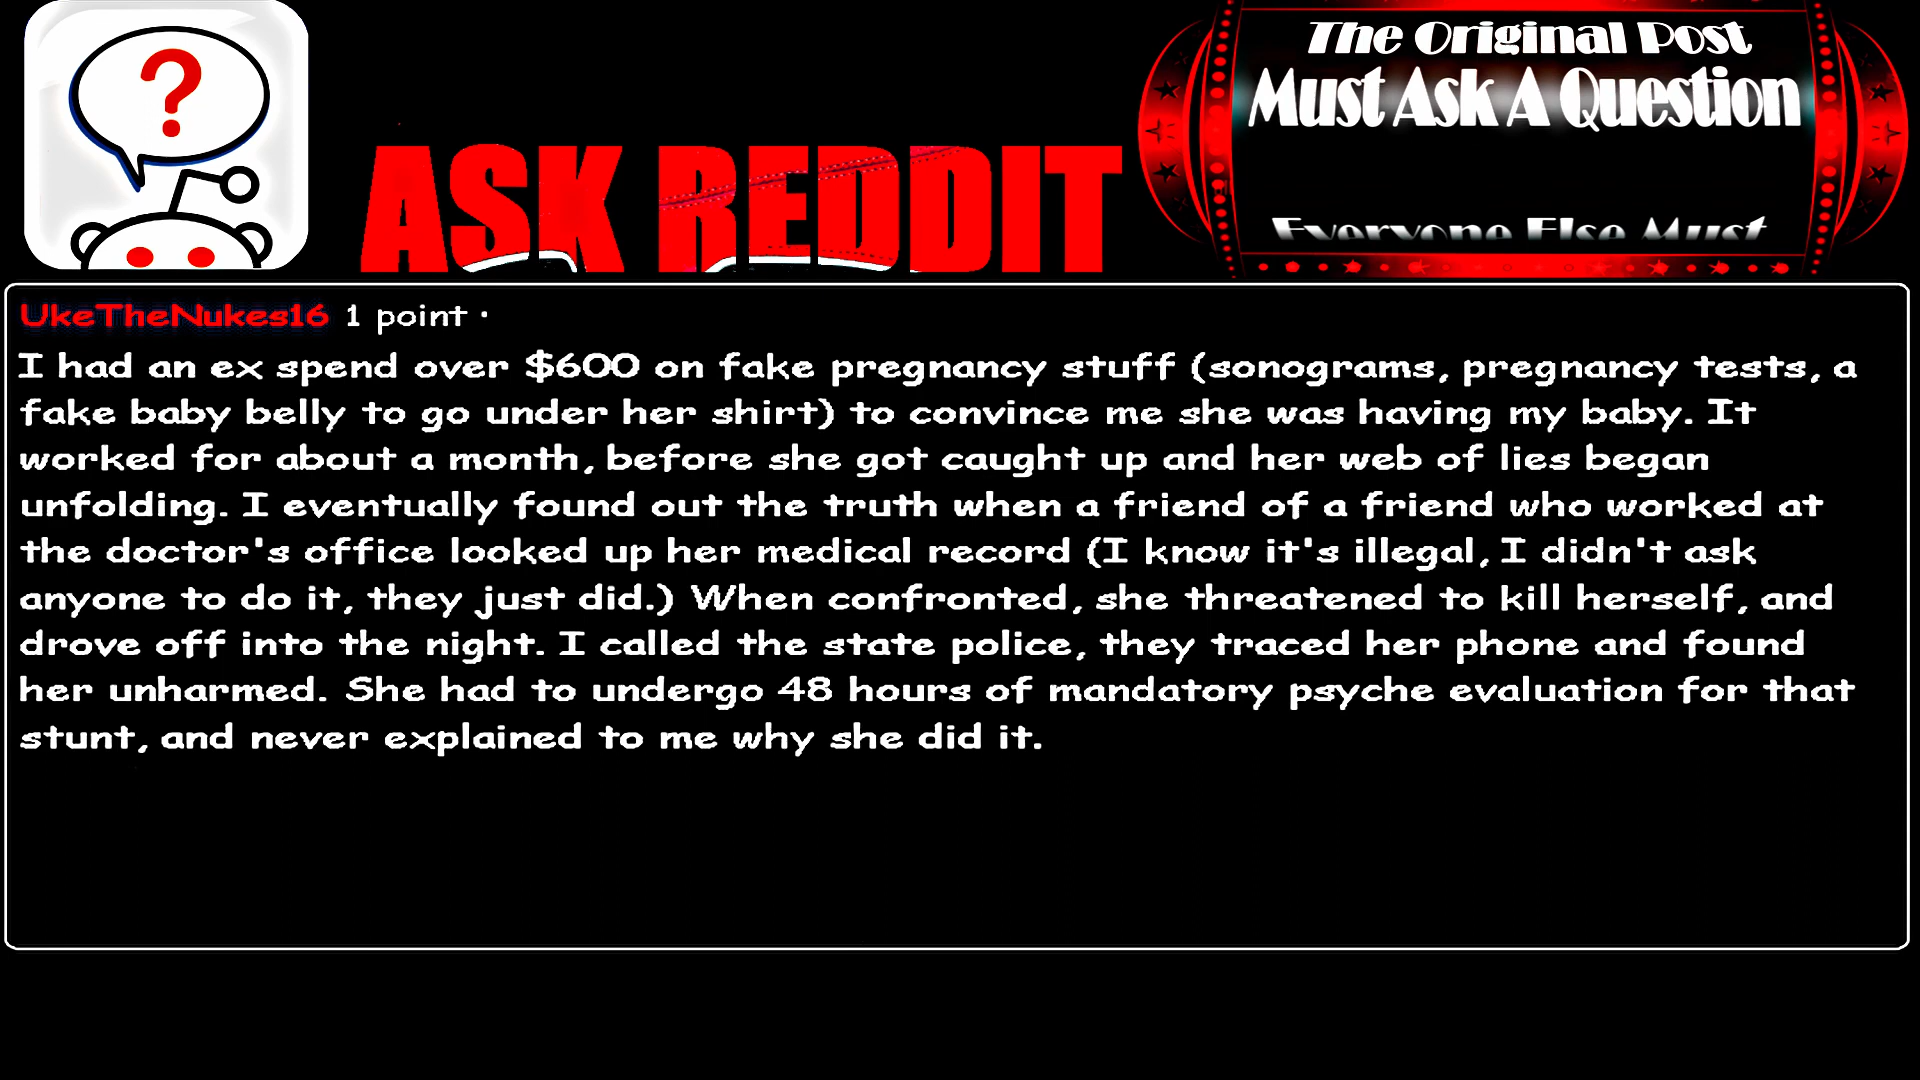 ?
The Original Post
Must Ask A Question
ASK REDDIT
Everyone Else Must
UkeTheNukes16 1 point ·
I had an ex spend over $600 on fake pregnancy stuff (sonograms, pregnancy tests, a
fake baby belly to go under her shirt) to convince me she was having my baby. It
worked for about a month, before she got caught up and her web of lies began
unfolding. I eventually found out the truth when a friend of a friend who worked at
the doctor's office looked up her medical record (I know it's illegal, I didn't ask
anyone to do it, they just did.) When confronted, she threatened to kill herself, and
drove off into the night. I called the state police, they traced her phone and found
her unharmed. She had to undergo 48 hours of mandatory psyche evaluation for that
stunt, and never explained to me why she did it.